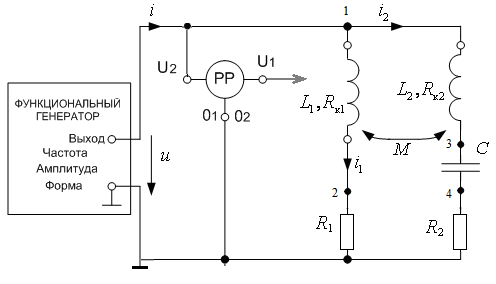 i
1
i2
U2
PP
U1
01
02
L1, Rк1
L2, Rк2
ФУНКЦИОНАЛЬНЫЙ
ГЕНЕРАТОР
Выход
Частота
Амплитуда
Форма
u
M
3
C
i1
2
4
R1
R2